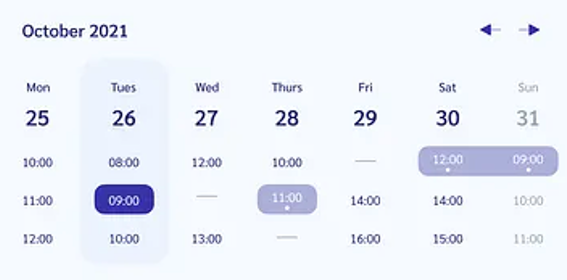 October 2021
Mon Tues Wed Thurs Fri Sat Sun
25 26 27 28 29 30 31
10:00 08:00 12:00 10:00 — 12:00 09:00
11:00 09:00 — 11:00 14:00 14:00 10:00
12:00 10:00 13:00 — 16:00 15:00 11:00